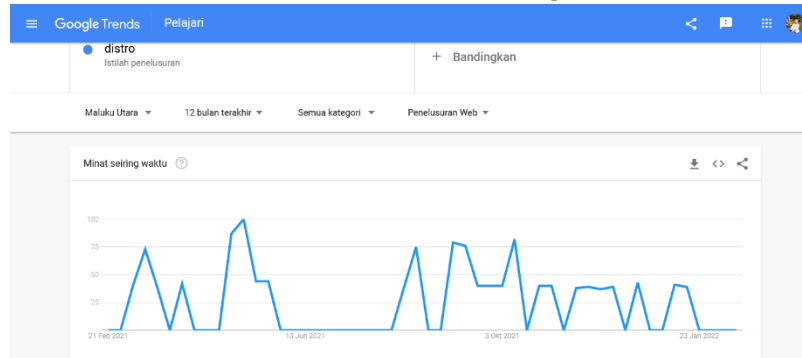 Google Trends Pelajari
distro
Istilah penelusuran
+ Bandingkan
Maluku Utara 12 bulan terakhir Semua kategori Penelusuran Web
Minat seiring waktu
100
75
50
25
21 Feb 2021 13 Jun 2021 3 Okt 2021 23 Jan 2022